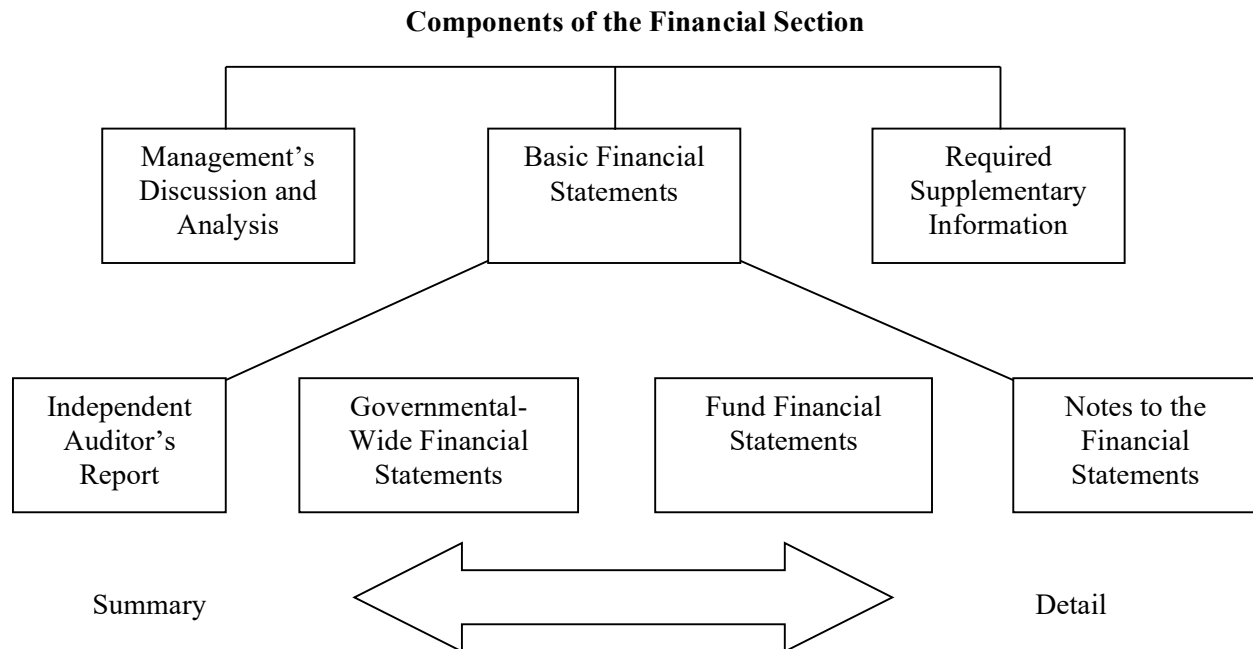 Components of the Financial Section
Management’s
Discussion and
Analysis
Basic Financial
Statements
Required
Supplementary
Information
Independent
Auditor’s
Report
Governmental-
Wide Financial
Statements
Fund Financial
Statements
Notes to the
Financial
Statements
Summary
Detail